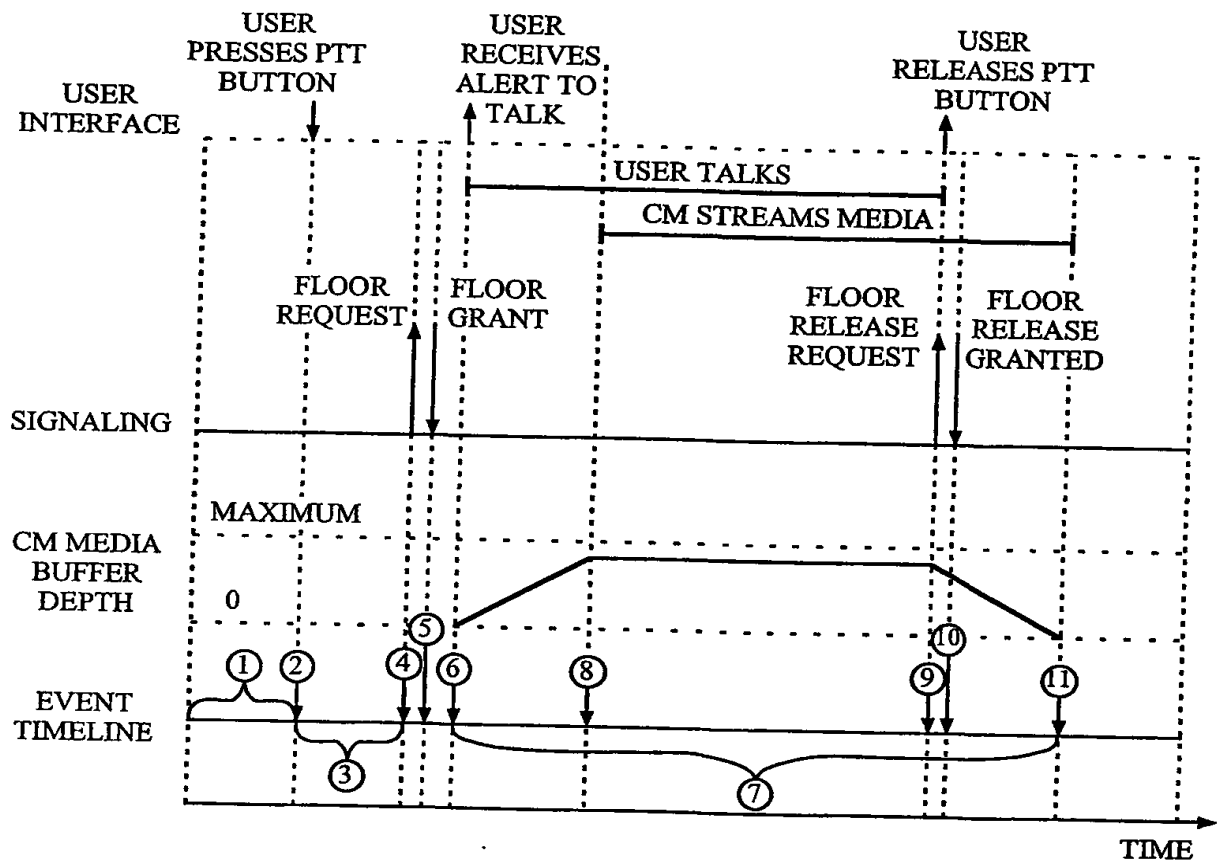 USER
PRESSES PTT
BUTTON
USER
RECEIVES
ALERT TO
TALK
USER
RELEASES PTT
BUTTON
USER
INTERFACE
USER TALKS
CM STREAMS MEDIA
FLOOR
REQUEST
FLOOR
GRANT
FLOOR
RELEASE
REQUEST
FLOOR
RELEASE
GRANTED
SIGNALING
MAXIMUM
CM MEDIA
BUFFER
DEPTH
0
1
2
3
4
5
6
7
8
9
10
11
EVENT
TIMELINE
TIME